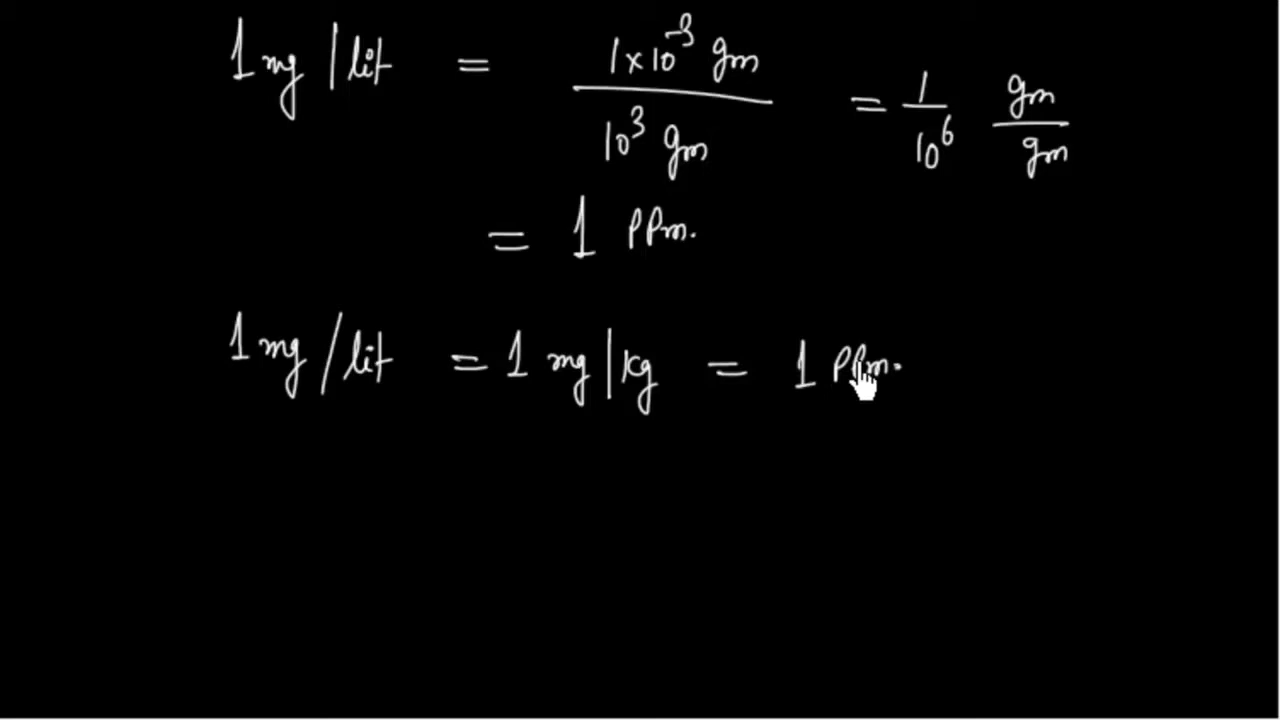 1 mg / lit = 1 × 10⁻³ gm / 10³ gm = 1 / 10⁶ gm / gm
= 1 PPm.
1 mg / lit = 1 mg | kg = 1 PPm.